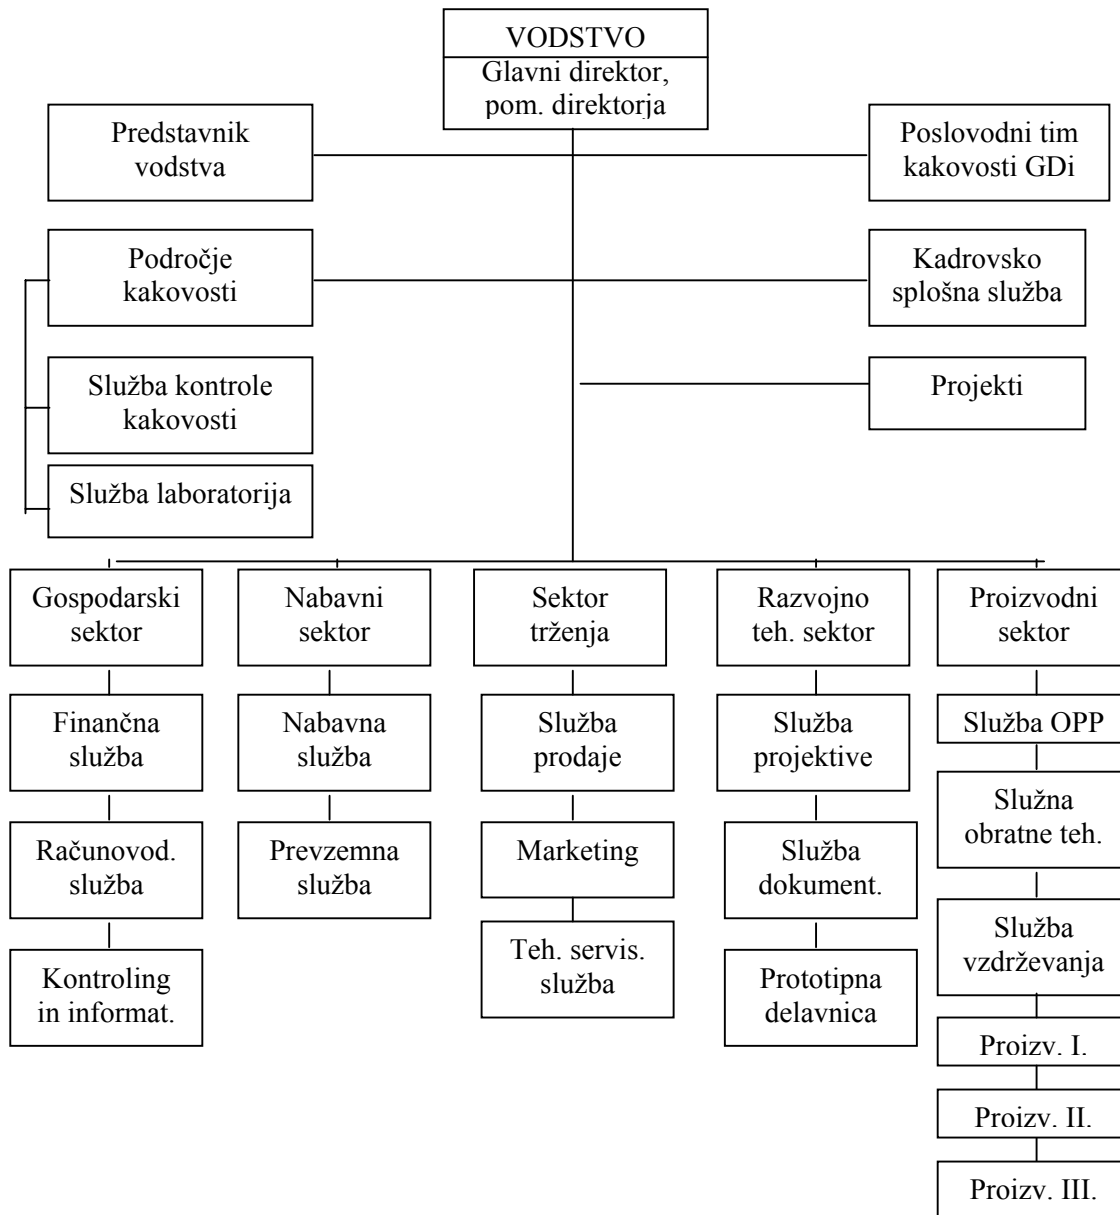 VODSTVO
Glavni direktor,
pom. direktorja
Predstavnik
vodstva
Poslovodni tim
kakovosti GDi
Področje
kakovosti
Kadrovsko
splošna služba
Služba kontrole
kakovosti
Projekti
Služba laboratorija
Gospodarski
sektor
Nabavni
sektor
Sektor
trženja
Razvojno
teh. sektor
Proizvodni
sektor
Finančna
služba
Nabavna
služba
Služba
prodaje
Služba
projektive
Služba OPP
Služna
obratne teh.
Računovod.
služba
Prevzemna
služba
Marketing
Služba
dokument.
Služba
vzdrževanja
Kontroling
in informat.
Teh. servis.
služba
Prototipna
delavnica
Proizv. I.
Proizv. II.
Proizv. III.